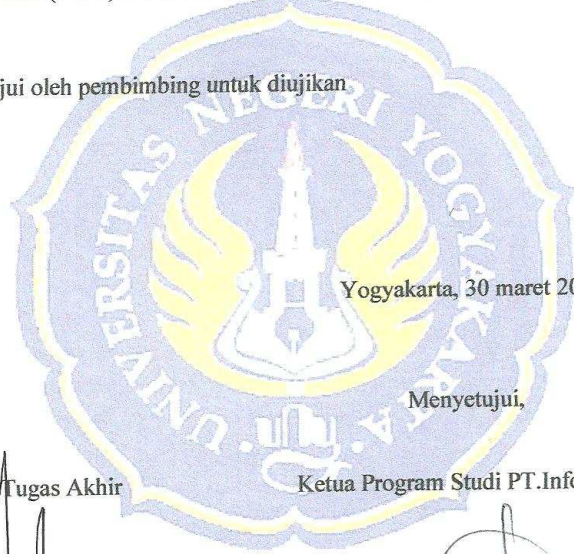 jui oleh pembimbing untuk diujikan
UNIVERSITAS NEGERI YOGYAKARTA
Yogyakarta, 30 maret 20
Menyetujui,
Tugas Akhir
Ketua Program Studi PT.Info